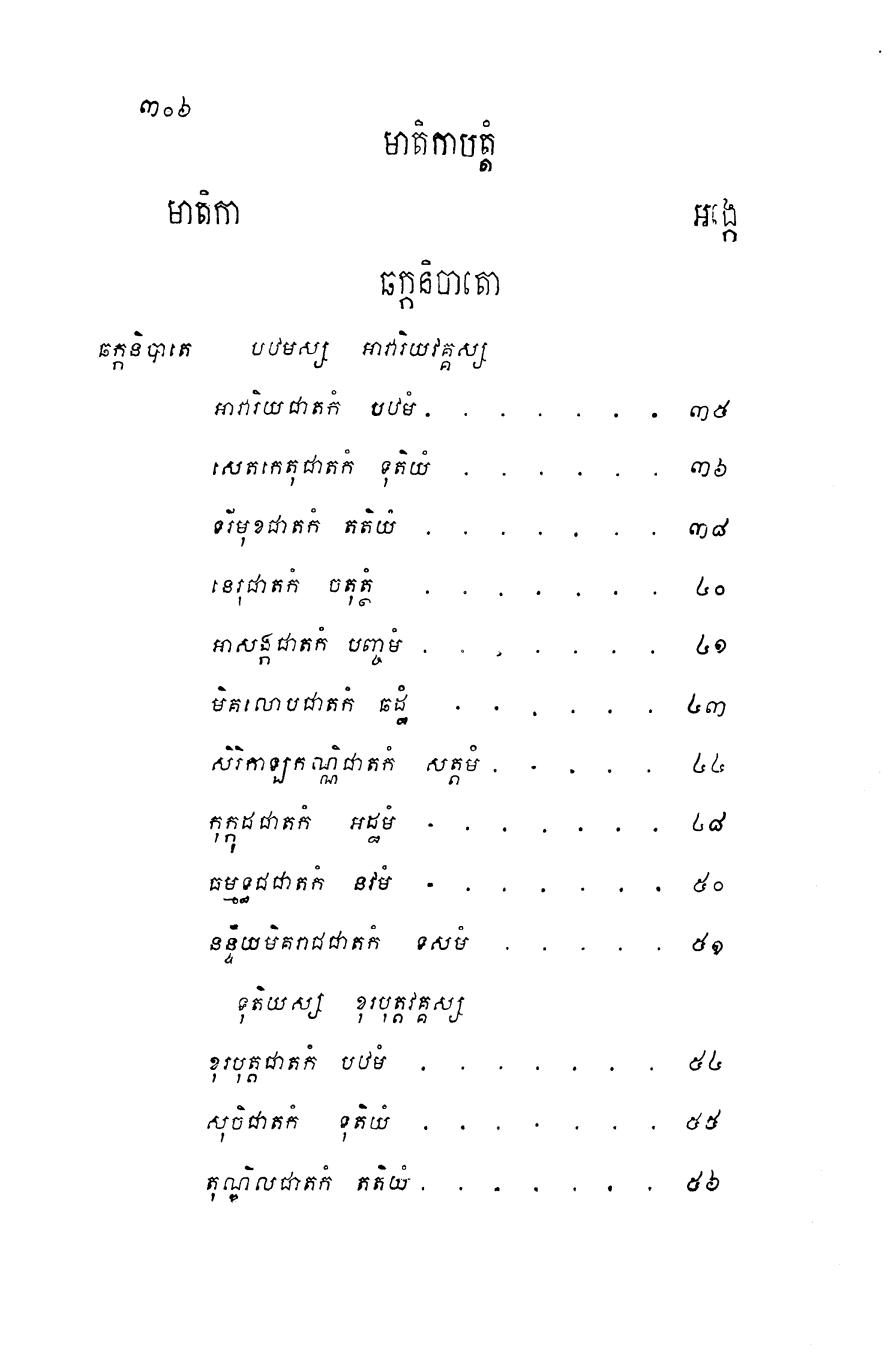 ៣០៦
មាតិកាបត្តំ
មាតិកា អង្កេ
ឆក្កនិបាតោ
ឆក្កនិបាតេ បឋមស្ស អាវារិយវគ្គស្ស
អាវារិយជាតកំ បឋមំ . . . . . . . ៣៥
សេតកេតុជាតកំ ទុតិយំ . . . . . . ៣៦
ទរីមុខជាតកំ តតិយំ . . . . . . . ៣៨
នេរុជាតកំ ចតុត្ថំ . . . . . . . ៤០
អាសង្កជាតកំ បញ្ចមំ . . . . . . . ៤១
មិគលោបជាតកំ ឆដ្ឋំ . . . . . . ៤៣
សិរិកាឡកណ្ណិជាតកំ សត្តមំ . . . . . ៤៤
កុក្កុដជាតកំ អដ្ឋមំ . . . . . . . ៤៨
ធម្មទ្ធជជាតកំ នវមំ . . . . . . . ៥០
នន្ទិយមិគរាជជាតកំ ទសមំ . . . . . ៥១
ទុតិយស្ស ខុរបុត្តវគ្គស្ស
ខុរបុត្តជាតកំ បឋមំ . . . . . . . ៥៤
សុចិជាតកំ ទុតិយំ . . . . . . . ៥៥
តុណ្ឌិលជាតកំ តតិយំ . . . . . . . ៥៦